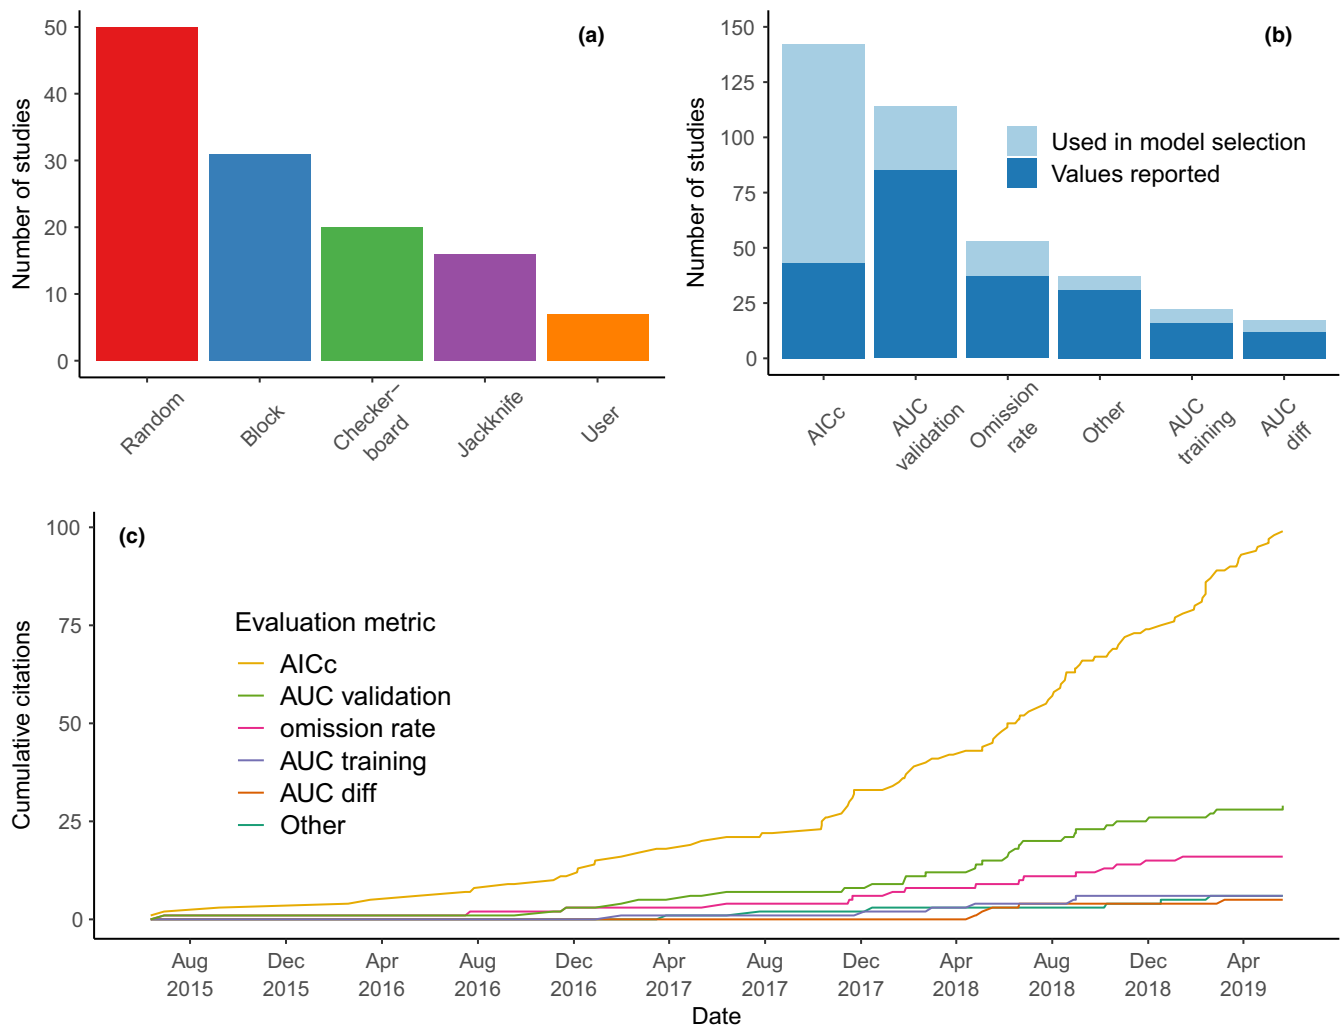 (a)
Number of studies
50
40
30
20
10
0
Random
Block
Checker–
board
Jackknife
User
(b)
Number of studies
150
125
100
75
50
25
0
Used in model selection
Values reported
AICc
AUC
validation
Omission
rate
Other
AUC
training
AUC
diff
(c)
Cumulative citations
100
75
50
25
0
Evaluation metric
AICc
AUC validation
omission rate
AUC training
AUC diff
Other
Aug Dec Apr Aug Dec Apr Aug Dec Apr Aug Dec Apr
2015 2015 2016 2016 2016 2017 2017 2017 2018 2018 2018 2019
Date